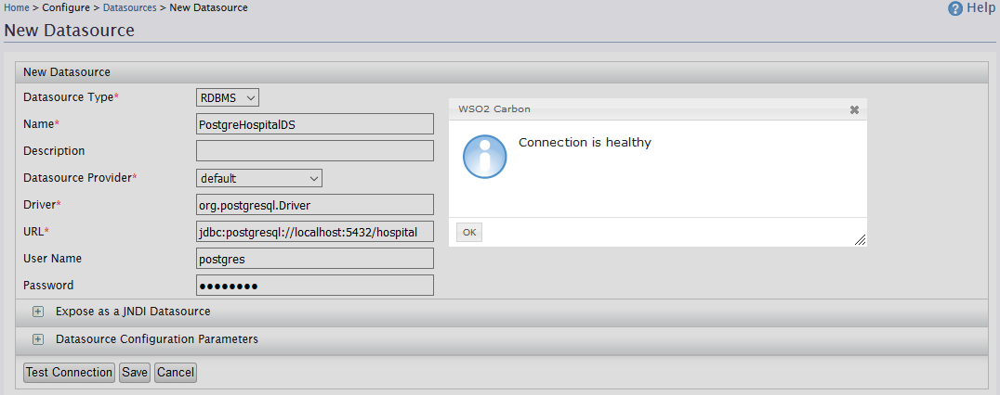 Home > Configure > Datasources > New Datasource
Help
New Datasource
New Datasource
Datasource Type*
RDBMS
Name*
PostgreHospitalDS
Description
Datasource Provider*
default
Driver*
org.postgresql.Driver
URL*
jdbc:postgresql://localhost:5432/hospital
User Name
postgres
Password
●●●●●●●●
Expose as a JNDI Datasource
Datasource Configuration Parameters
Test Connection Save Cancel
WSO2 Carbon
Connection is healthy
OK